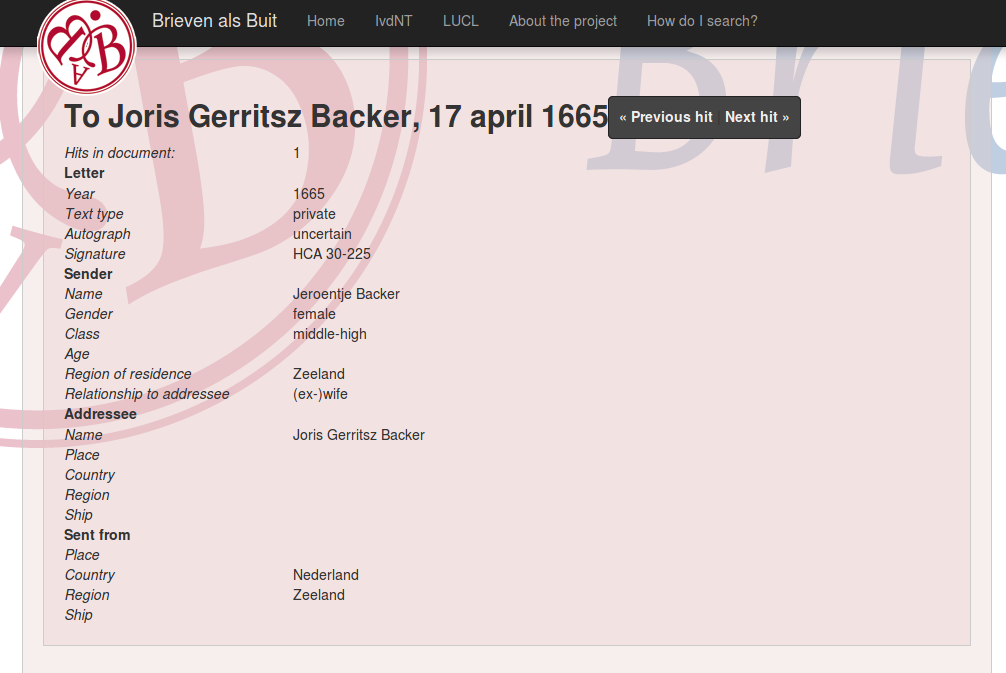 Brieven als Buit Home IvdNT LUCL About the project How do I search?
To Joris Gerritsz Backer, 17 april 1665 « Previous hit Next hit »
Hits in document: 1
Letter
Year 1665
Text type private
Autograph uncertain
Signature HCA 30-225
Sender
Name Jeroentje Backer
Gender female
Class middle-high
Age
Region of residence Zeeland
Relationship to addressee (ex-)wife
Addressee
Name Joris Gerritsz Backer
Place
Country
Region
Ship
Sent from
Place
Country Nederland
Region Zeeland
Ship